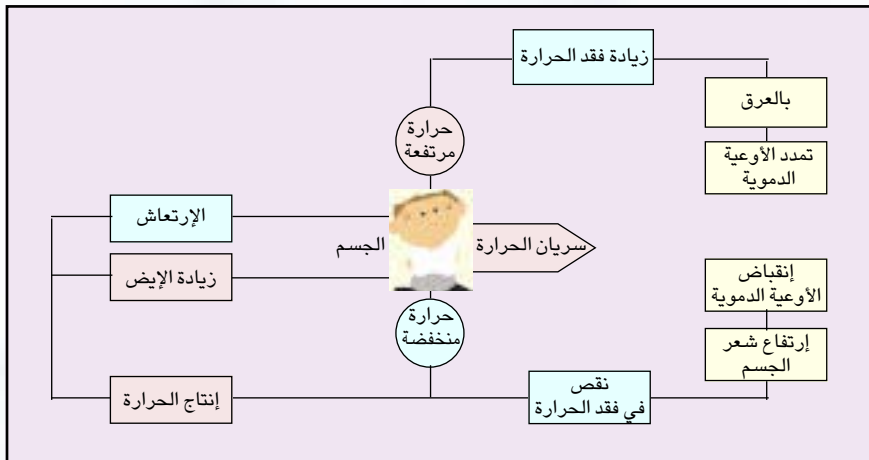 زيادة فقد الحرارة
بالعرق
تمدد الأوعية
الدموية
حرارة
مرتفعة
الإرتعاش
الجسم
سريان الحرارة
زيادة الإيض
إنقباض
الأوعية الدموية
حرارة
منخفضة
إرتفاع شعر
الجسم
إنتاج الحرارة
نقص
في فقد الحرارة